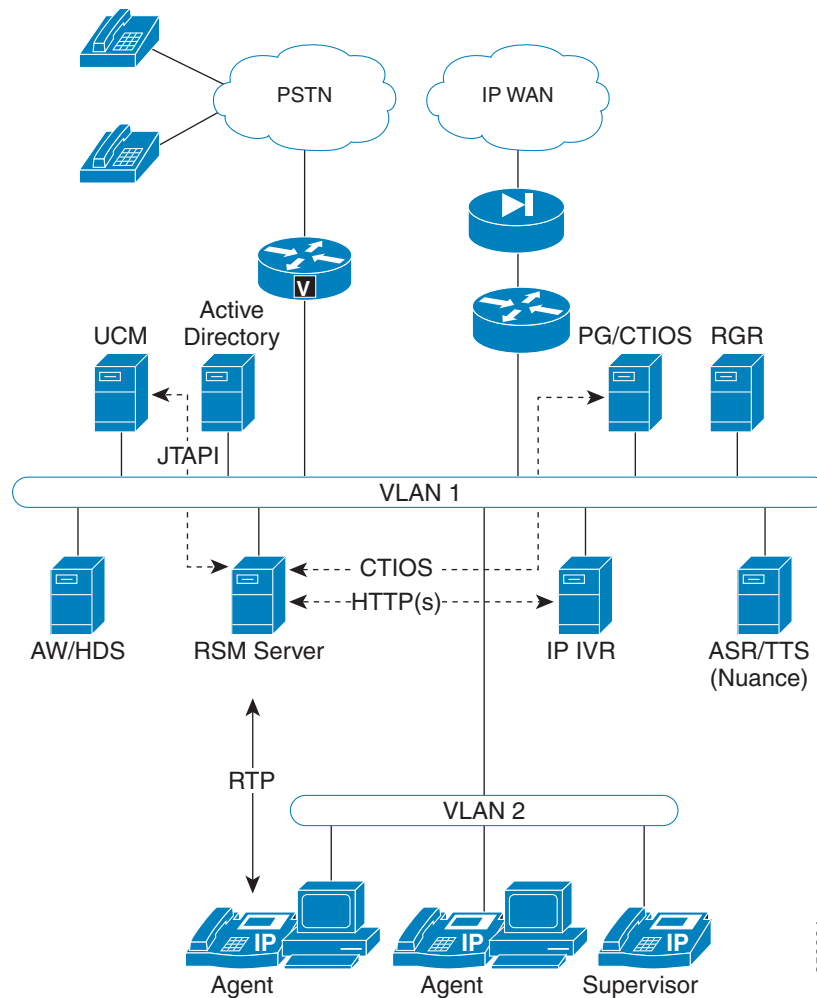 PSTN
IP WAN
V
UCM
Active
Directory
PG/CTIOS
RGR
JTAPI
VLAN 1
CTIOS
HTTP(s)
AW/HDS
RSM Server
IP IVR
ASR/TTS
(Nuance)
RTP
VLAN 2
IP
IP
IP
Agent
Agent
Supervisor